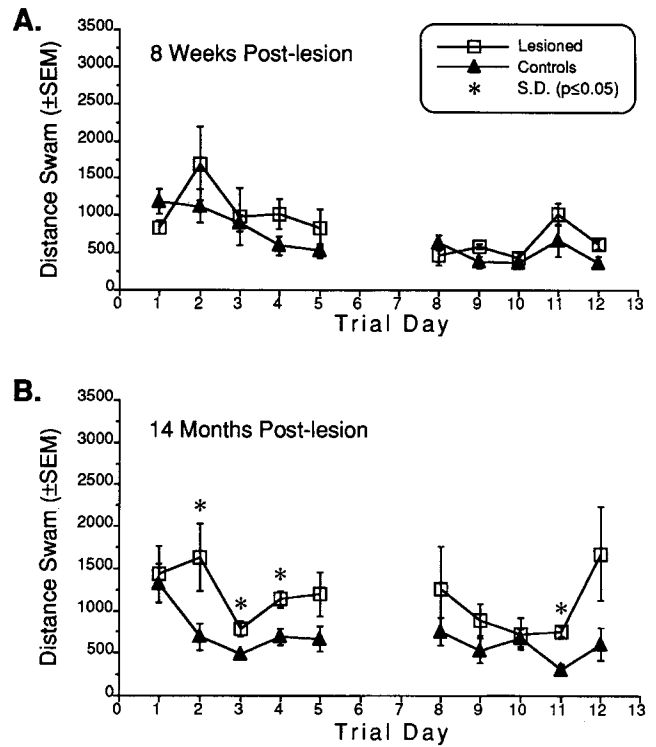 A.
Distance Swam (±SEM)
3500
3000
2500
2000
1500
1000
500
0
8 Weeks Post-lesion
Lesioned
Controls
* S.D. (p≤0.05)
0 1 2 3 4 5 6 7 8 9 10 11 12 13
Trial Day
B.
Distance Swam (±SEM)
3500
3000
2500
2000
1500
1000
500
0
14 Months Post-lesion
*
*
*
*
0 1 2 3 4 5 6 7 8 9 10 11 12 13
Trial Day